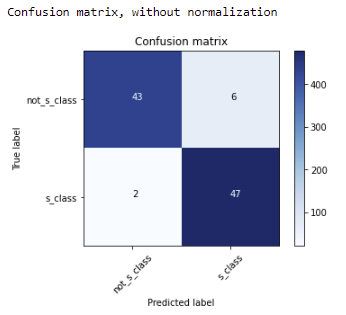 Confusion matrix, without normalization
Confusion matrix
not_s_class
43
6
400
300
True label
200
s_class
2
47
100
not_s_class
s_class
Predicted label